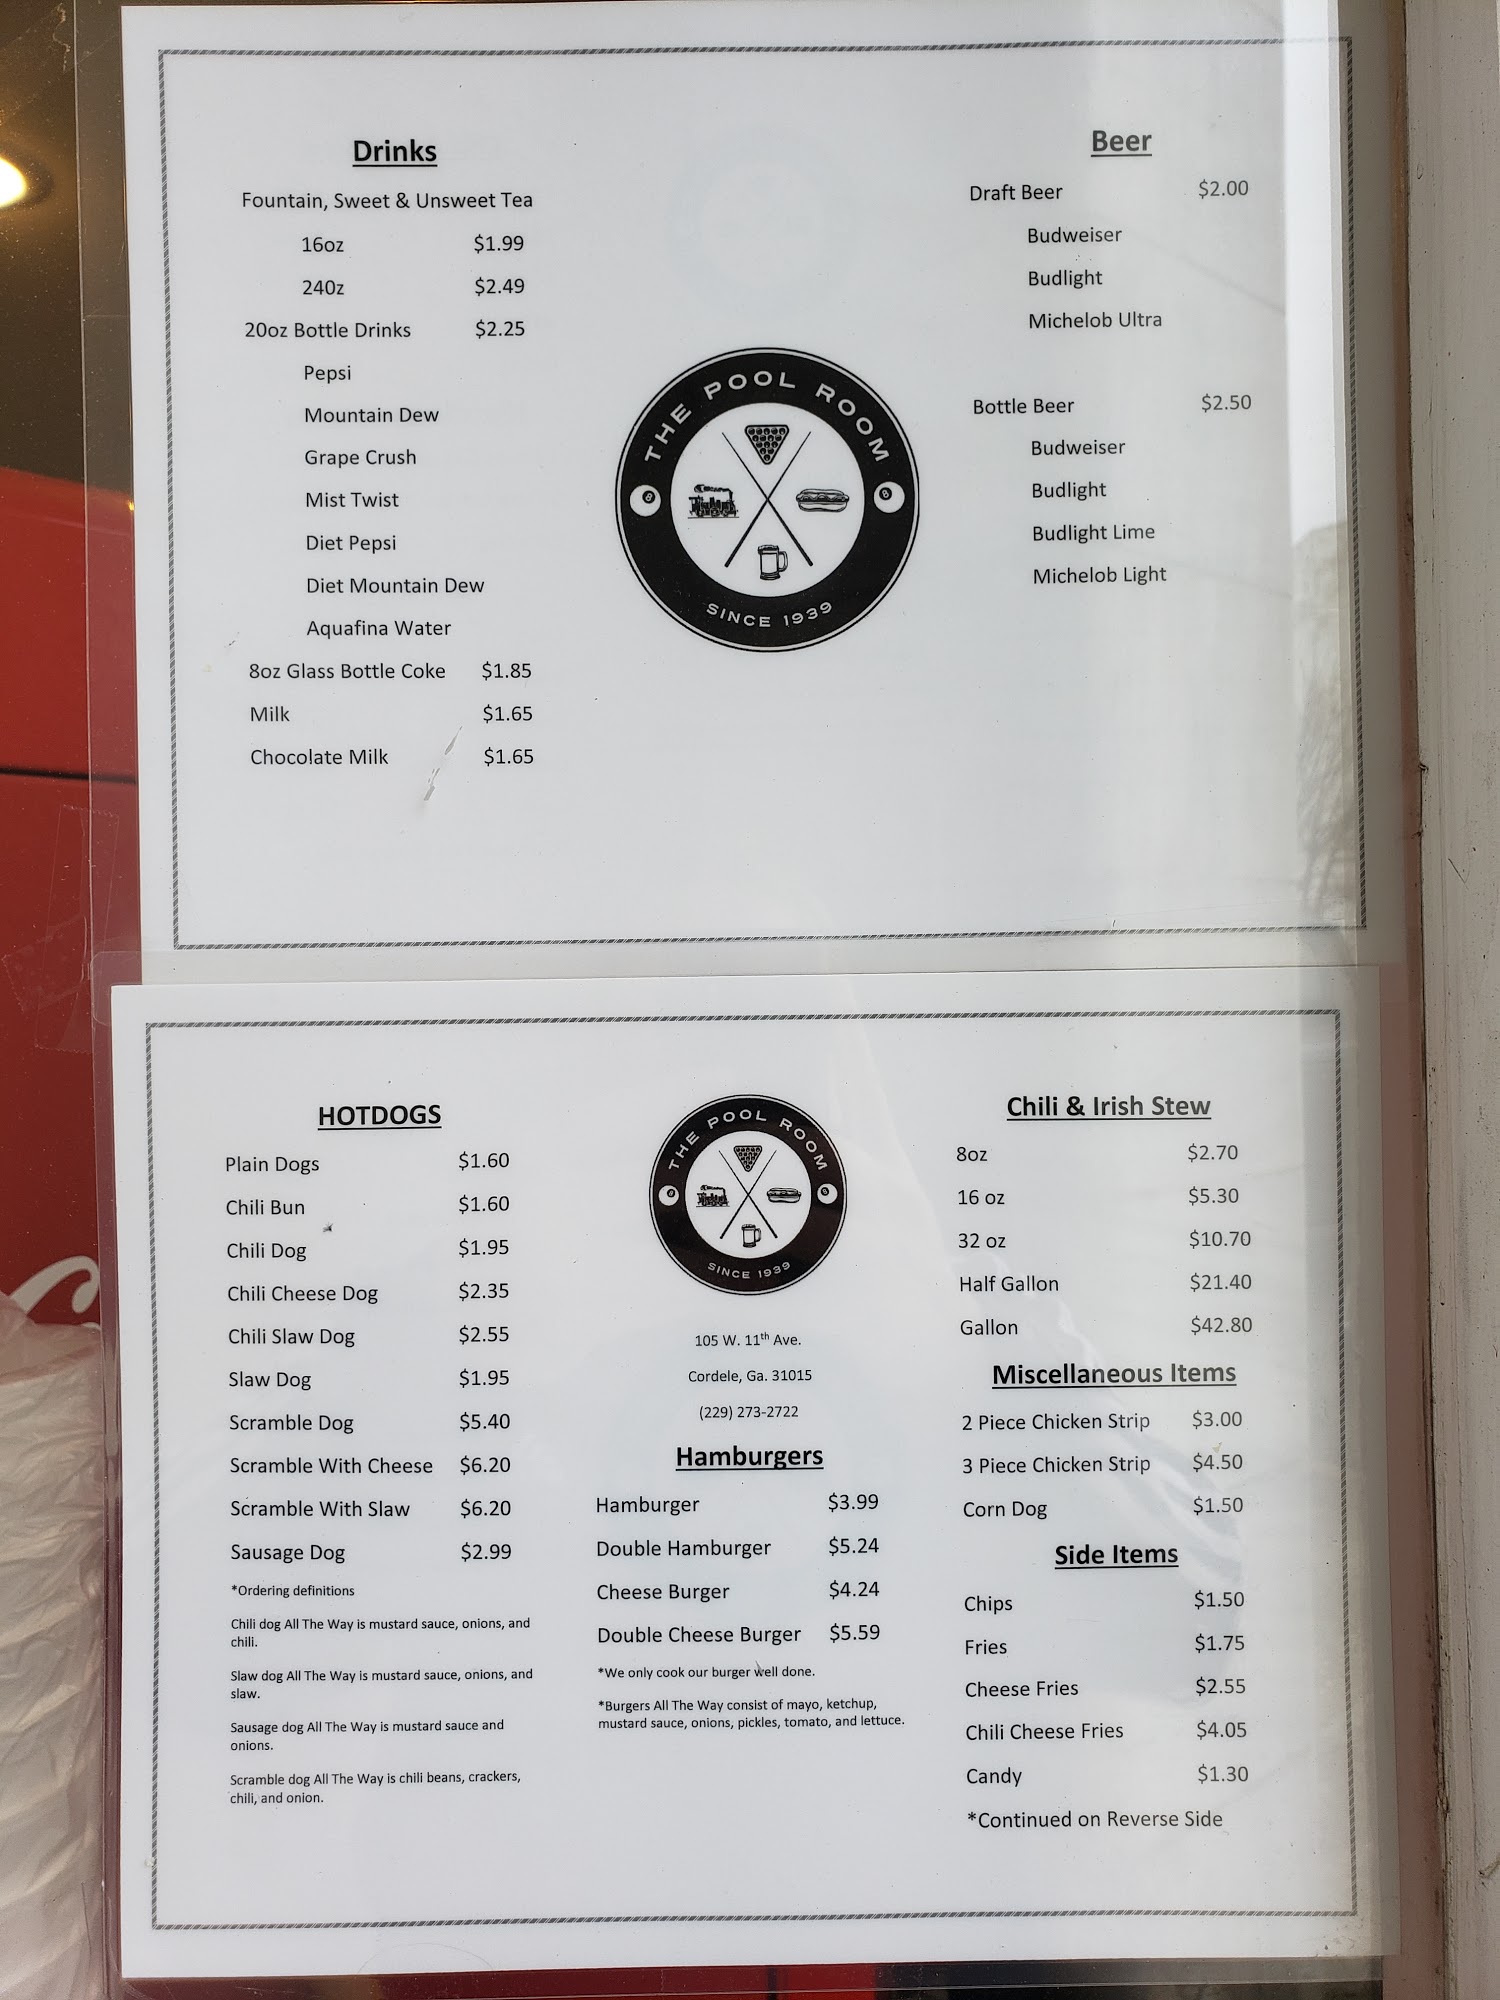 Drinks
Fountain, Sweet & Unsweet Tea
16oz $1.99
240z $2.49
20oz Bottle Drinks $2.25
Pepsi
Mountain Dew
Grape Crush
Mist Twist
Diet Pepsi
Diet Mountain Dew
Aquafina Water
8oz Glass Bottle Coke $1.85
Milk $1.65
Chocolate Milk $1.65
THE POOL ROOM
8 8
SINCE 1939
Beer
Draft Beer $2.00
Budweiser
Budlight
Michelob Ultra
Bottle Beer $2.50
Budweiser
Budlight
Budlight Lime
Michelob Light
HOTDOGS
Plain Dogs $1.60
Chili Bun $1.60
Chili Dog $1.95
Chili Cheese Dog $2.35
Chili Slaw Dog $2.55
Slaw Dog $1.95
Scramble Dog $5.40
Scramble With Cheese $6.20
Scramble With Slaw $6.20
Sausage Dog $2.99
*Ordering definitions
Chili dog All The Way is mustard sauce, onions, and
chili.
Slaw dog All The Way is mustard sauce, onions, and
slaw.
Sausage dog All The Way is mustard sauce and
onions.
Scramble dog All The Way is chili beans, crackers,
chili, and onion.
THE POOL ROOM
8 8
SINCE 1939
105 W. 11th Ave.
Cordele, Ga. 31015
(229) 273-2722
Hamburgers
Hamburger $3.99
Double Hamburger $5.24
Cheese Burger $4.24
Double Cheese Burger $5.59
*We only cook our burger well done.
*Burgers All The Way consist of mayo, ketchup,
mustard sauce, onions, pickles, tomato, and lettuce.
Chili & Irish Stew
8oz $2.70
16 oz $5.30
32 oz $10.70
Half Gallon $21.40
Gallon $42.80
Miscellaneous Items
2 Piece Chicken Strip $3.00
3 Piece Chicken Strip $4.50
Corn Dog $1.50
Side Items
Chips $1.50
Fries $1.75
Cheese Fries $2.55
Chili Cheese Fries $4.05
Candy $1.30
*Continued on Reverse Side